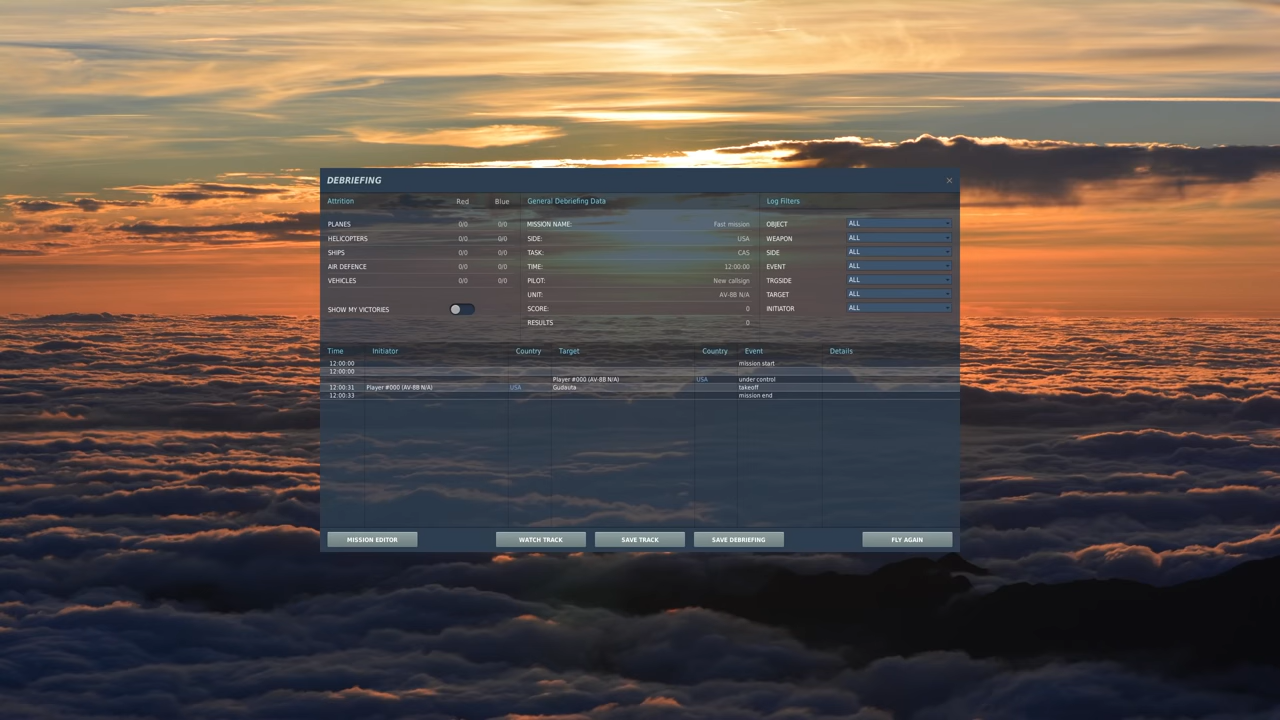 DEBRIEFING ×
Attrition Red Blue General Debriefing Data Log Filters
PLANES 0/0 0/0 MISSION NAME: Fast mission OBJECT ALL
HELICOPTERS 0/0 0/0 SIDE: USA WEAPON ALL
SHIPS 0/0 0/0 TASK: CAS SIDE ALL
AIR DEFENCE 0/0 0/0 TIME: 12:00:00 EVENT ALL
VEHICLES 0/0 0/0 PILOT: New callsign TRGSIDE ALL
UNIT: AV-8B N/A TARGET ALL
SHOW MY VICTORIES SCORE: 0 INITIATOR ALL
RESULTS 0
Time Initiator Country Target Country Event Details
12:00:00 mission start
12:00:00
Player #000 (AV-8B N/A) USA under control
12:00:31 Player #000 (AV-8B N/A) USA Gudauta takeoff
12:00:33 mission end
MISSION EDITOR WATCH TRACK SAVE TRACK SAVE DEBRIEFING FLY AGAIN